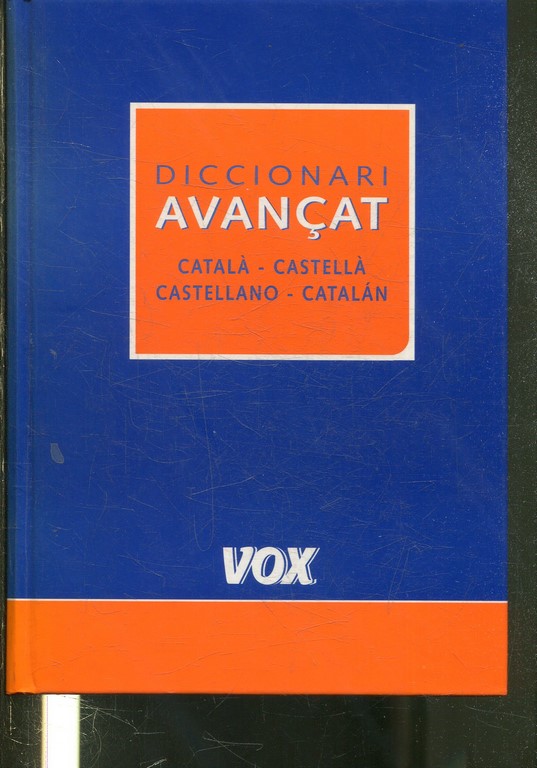 DICCIONARI
AVANÇAT
CATALÀ - CASTELLÀ
CASTELLANO - CATALÁN
VOX